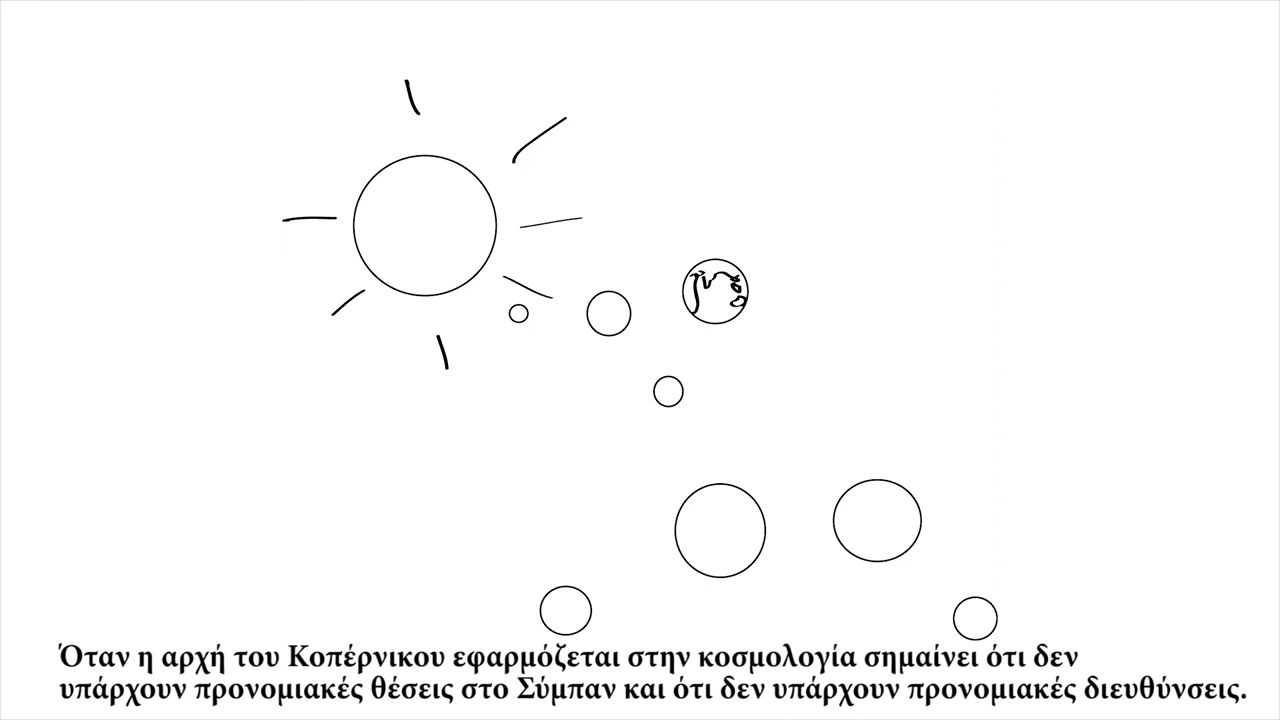 Όταν η αρχή του Κοπέρνικου εφαρμόζεται στην κοσμολογία σημαίνει ότι δεν
υπάρχουν προνομιακές θέσεις στο Σύμπαν και ότι δεν υπάρχουν προνομιακές διευθύνσεις.